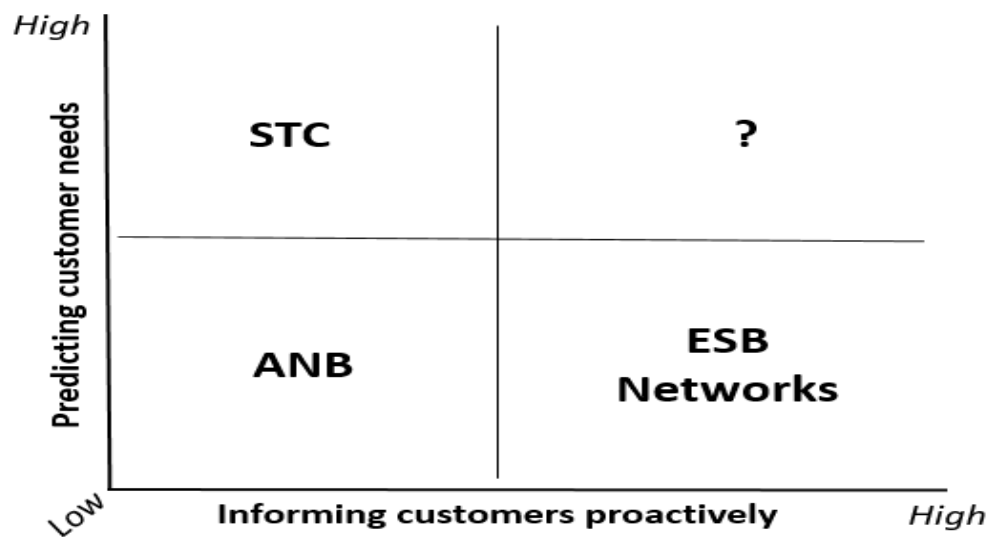 High
Predicting customer needs
STC
?
ANB
ESB
Networks
Low
Informing customers proactively
High